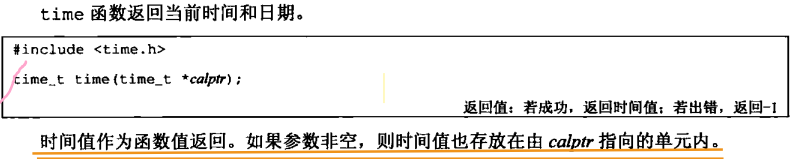 time 函数返回当前时间和日期。
#include <time.h>
time_t time(time_t *calptr);
返回值：若成功，返回时间值；若出错，返回-1
时间值作为函数值返回。如果参数非空，则时间值也存放在由 calptr 指向的单元内。